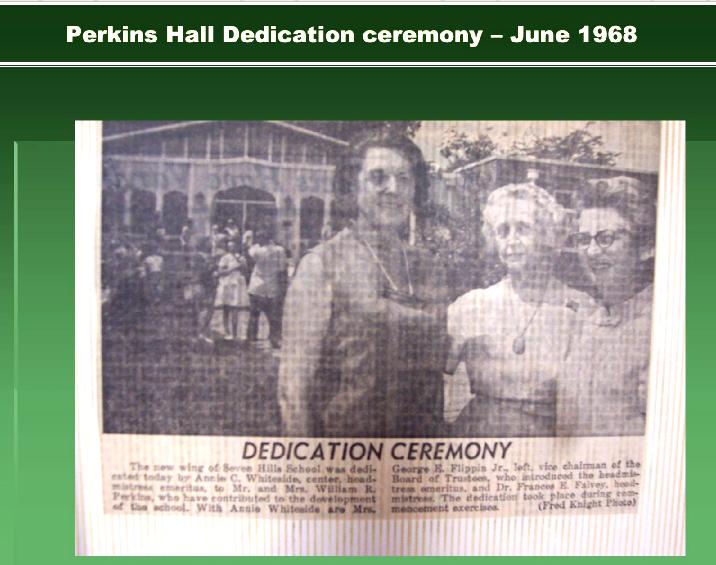 Perkins Hall Dedication ceremony – June 1968
DEDICATION CEREMONY
The new wing of Seven Hills School was dedi-
cated today by Annie C. Whiteside, center, head-
mistress emeritus, to Mr. and Mrs. William R.
Perkins, who have contributed to the development
of the school. With Annie Whiteside are Mrs.
George E. Flippin Jr., left, vice chairman of the
Board of Trustees, who introduced the headmis-
tress emeritus, and Dr. Frances E. Falvey, head-
mistress. The dedication took place during com-
mencement exercises. (Fred Knight Photo)